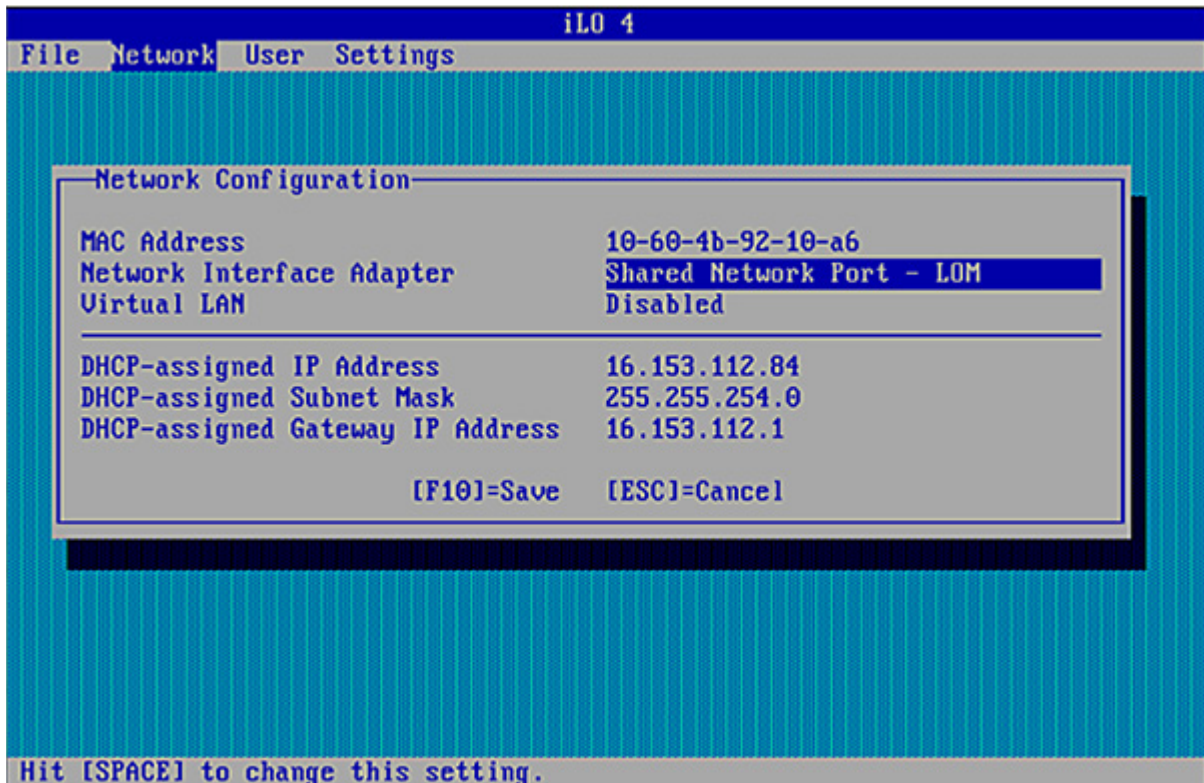 iLO 4
File Network User Settings
Network Configuration
MAC Address 10-60-4b-92-10-a6
Network Interface Adapter Shared Network Port - LOM
Virtual LAN Disabled
DHCP-assigned IP Address 16.153.112.84
DHCP-assigned Subnet Mask 255.255.254.0
DHCP-assigned Gateway IP Address 16.153.112.1
[F10]=Save [ESC]=Cancel
Hit [SPACE] to change this setting.